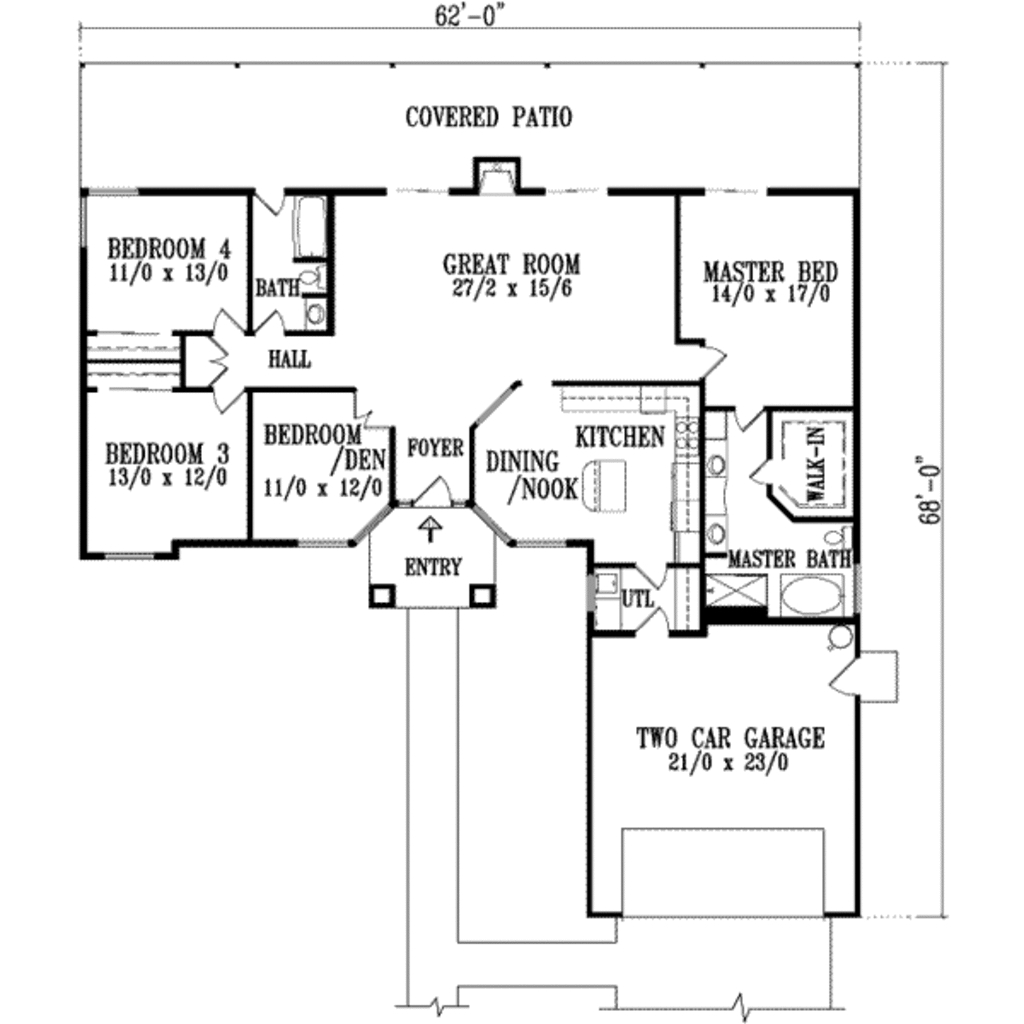 62'-0"
COVERED PATIO
BEDROOM 4
11/0 x 13/0
BATH
GREAT ROOM
27/2 x 15/6
MASTER BED
14/0 x 17/0
HALL
BEDROOM 3
13/0 x 12/0
BEDROOM
/DEN
11/0 x 12/0
FOYER
DINING
/NOOK
KITCHEN
WALK-IN
68'-0"
MASTER BATH
ENTRY
UTL
TWO CAR GARAGE
21/0 x 23/0